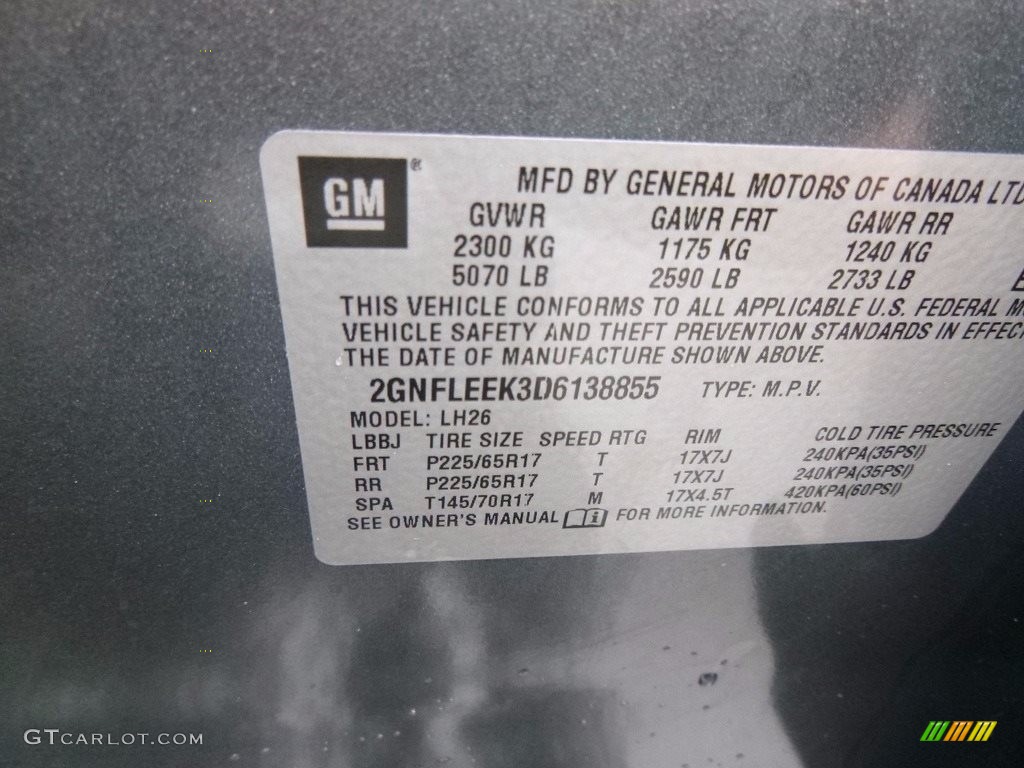 GM®
MFD BY GENERAL MOTORS OF CANADA LTD
GVWR GAWR FRT GAWR RR
2300 KG 1175 KG 1240 KG
5070 LB 2590 LB 2733 LB
THIS VEHICLE CONFORMS TO ALL APPLICABLE U.S. FEDERAL M
VEHICLE SAFETY AND THEFT PREVENTION STANDARDS IN EFFECT
THE DATE OF MANUFACTURE SHOWN ABOVE.
2GNFLEEK3D6138855 TYPE: M.P.V.
MODEL: LH26
LBBJ TIRE SIZE SPEED RTG RIM COLD TIRE PRESSURE
FRT P225/65R17 T 17X7J 240KPA(35PSI)
RR P225/65R17 T 17X7J 240KPA(35PSI)
SPA T145/70R17 M 17X4.5T 420KPA(60PSI)
SEE OWNER'S MANUAL FOR MORE INFORMATION.
GTCARLOT.COM